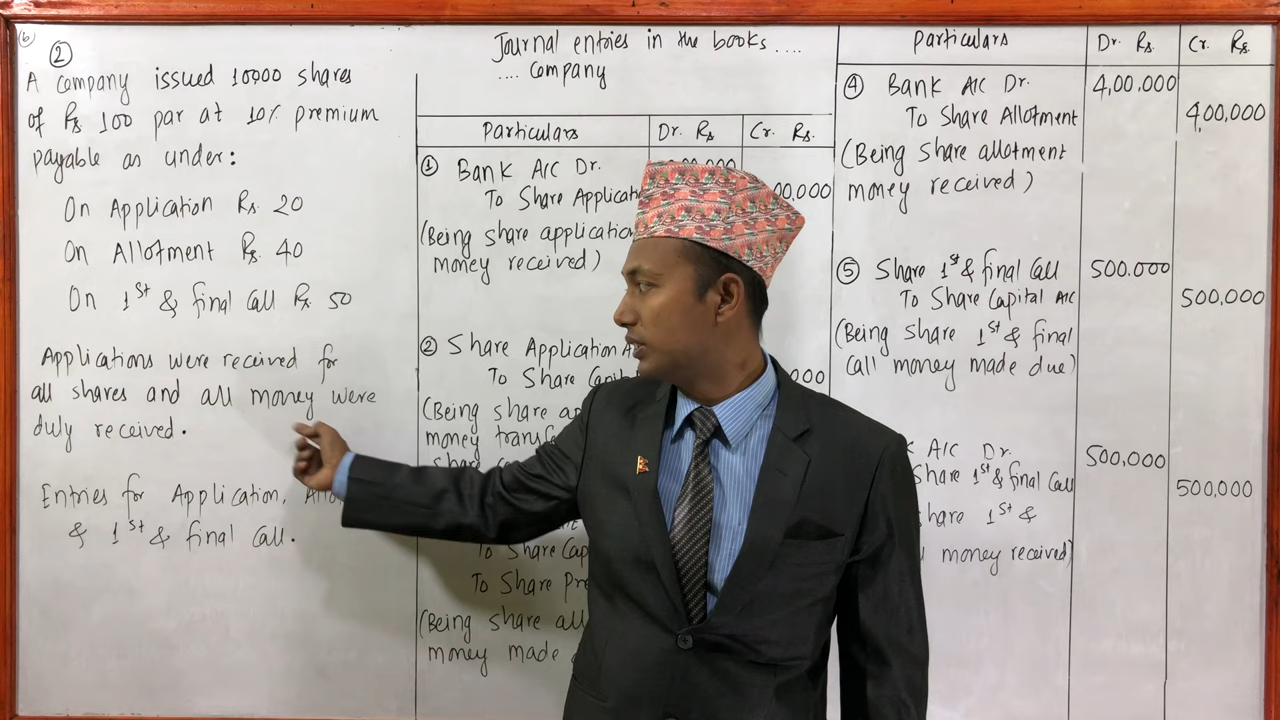 (b)
②
A company issued 10000 shares
of Rs 100 par at 10% premium
payable as under:
On Application Rs. 20
On Allotment Rs. 40
On 1st & final call Rs. 50
Applications were received for
all shares and all money were
duly received.
Entries for Application,
& 1st & final call.
Journal entries in the books ....
.... company
Particulars Dr. Rs Cr. Rs.
① Bank A/C Dr.
To Share
(Being share application
money received)
② Share Application
To Share
(Being share
money
To Share
To Share
(Being share
money made
Particulars Dr. Rs. Cr. Rs.
④ Bank A/C Dr. 4,00,000
To Share Allotment 4,00,000
(Being share allotment
money received)
⑤ Share 1st & final call 500.000
To Share Capital A/C 500,000
(Being share 1st & final
call money made due)
A/C Dr. 500,000
Share 1st & final call 500,000
share 1st &
money received)